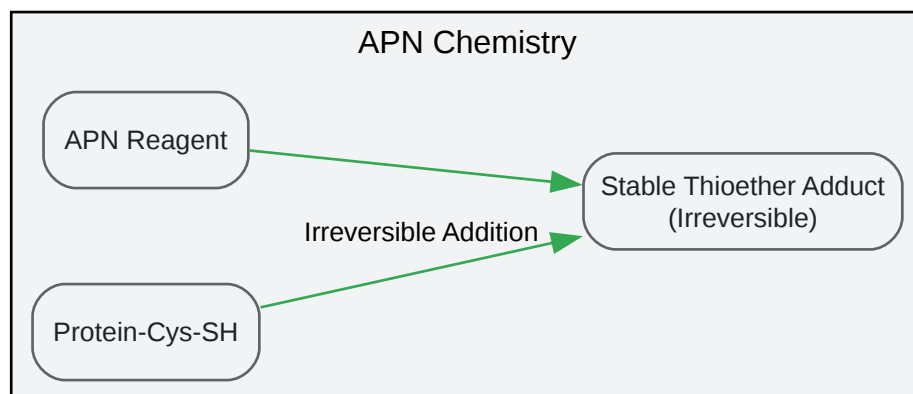 APN Chemistry
APN Reagent
Stable Thioether Adduct
(Irreversible)
Irreversible Addition
Protein-Cys-SH